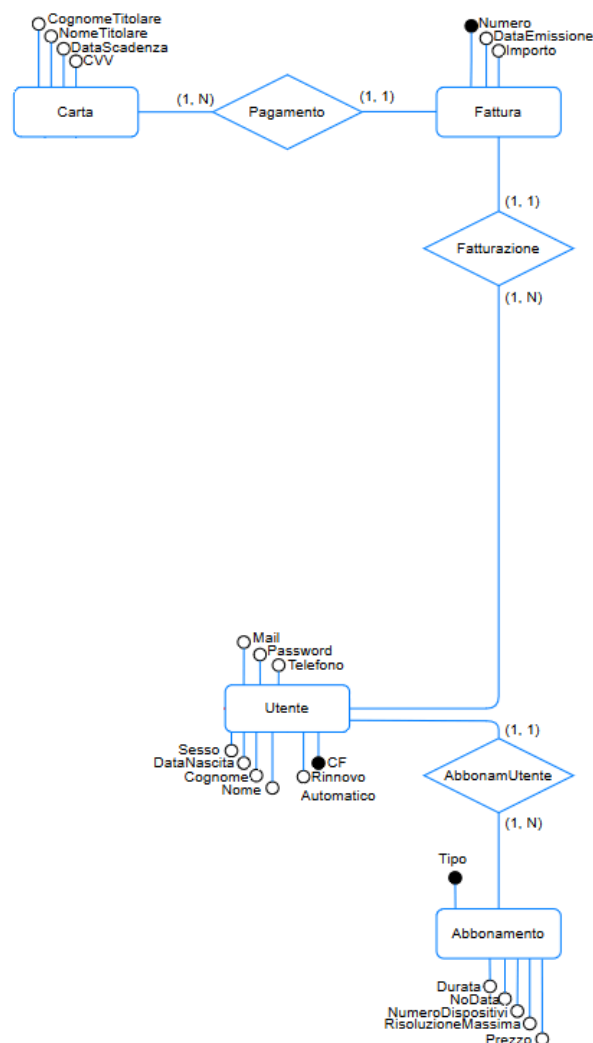 CognomeTitolare
NomeTitolare
DataScadenza
CVV
Numero
DataEmissione
Importo
Carta
(1, N)
Pagamento
(1, 1)
Fattura
(1, 1)
Fatturazione
(1, N)
Mail
Password
Telefono
Utente
(1, 1)
Sesso
DataNascita
Cognome
Nome
CF
Rinnovo
Automatico
AbbonamUtente
(1, N)
Tipo
Abbonamento
Durata
NoData
NumeroDispositivi
RisoluzioneMassima
Prezzo